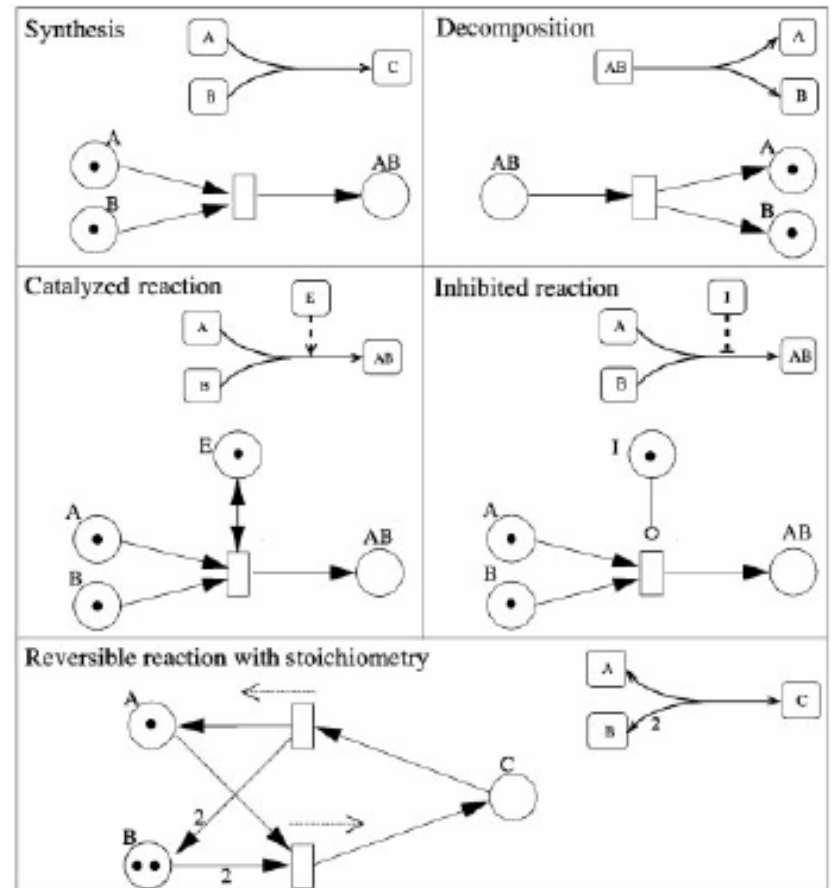 Synthesis
A
B
C
A
B
AB
Decomposition
AB
A
B
AB
A
B
Catalyzed reaction
E
A
B
AB
E
A
B
AB
Inhibited reaction
I
A
B
AB
I
A
B
AB
Reversible reaction with stoichiometry
A
B
2
C
A
C
2
B
2